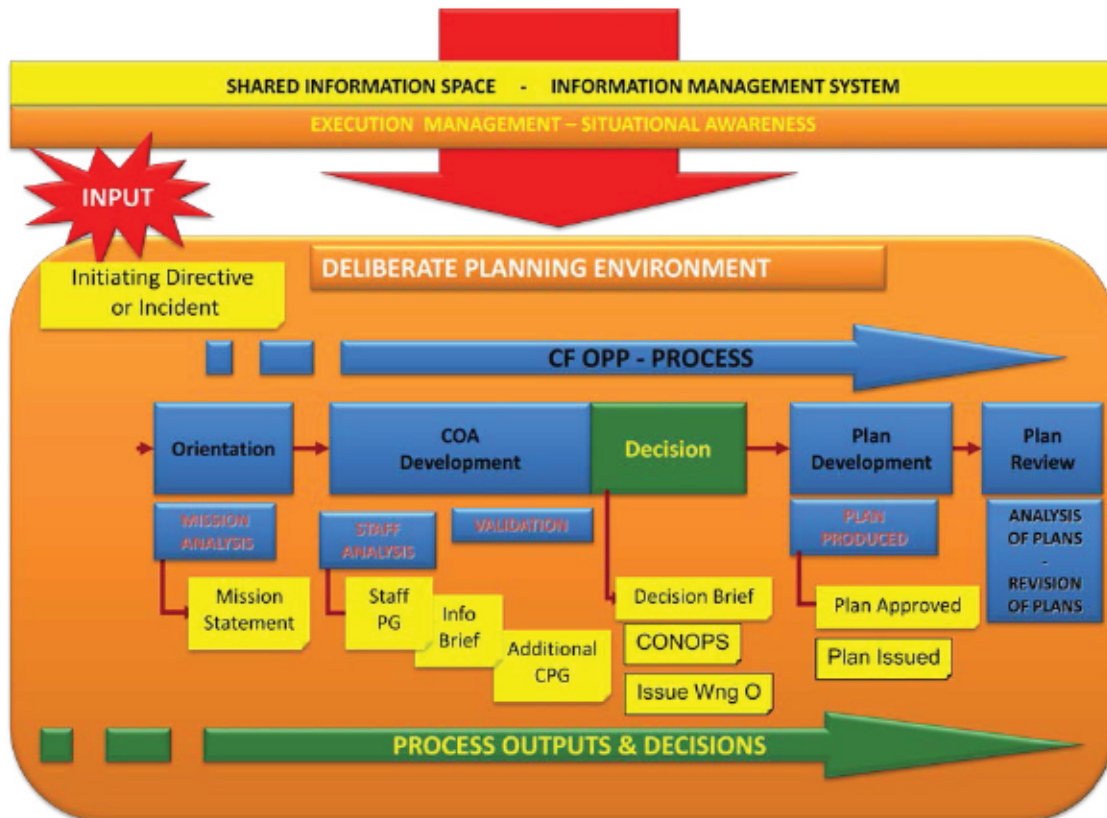 SHARED INFORMATION SPACE - INFORMATION MANAGEMENT SYSTEM
EXECUTION MANAGEMENT – SITUATIONAL AWARENESS
INPUT
Initiating Directive
or Incident
DELIBERATE PLANNING ENVIRONMENT
CF OPP - PROCESS
Orientation
COA
Development
Decision
Plan
Development
Plan
Review
MISSION
ANALYSIS
STAFF
ANALYSIS
VALIDATION
PLAN
PRODUCED
ANALYSIS
OF PLANS
-
REVISION
OF PLANS
Mission
Statement
Staff
PG
Info
Brief
Additional
CPG
Decision Brief
CONOPS
Issue Wng O
Plan Approved
Plan Issued
PROCESS OUTPUTS & DECISIONS